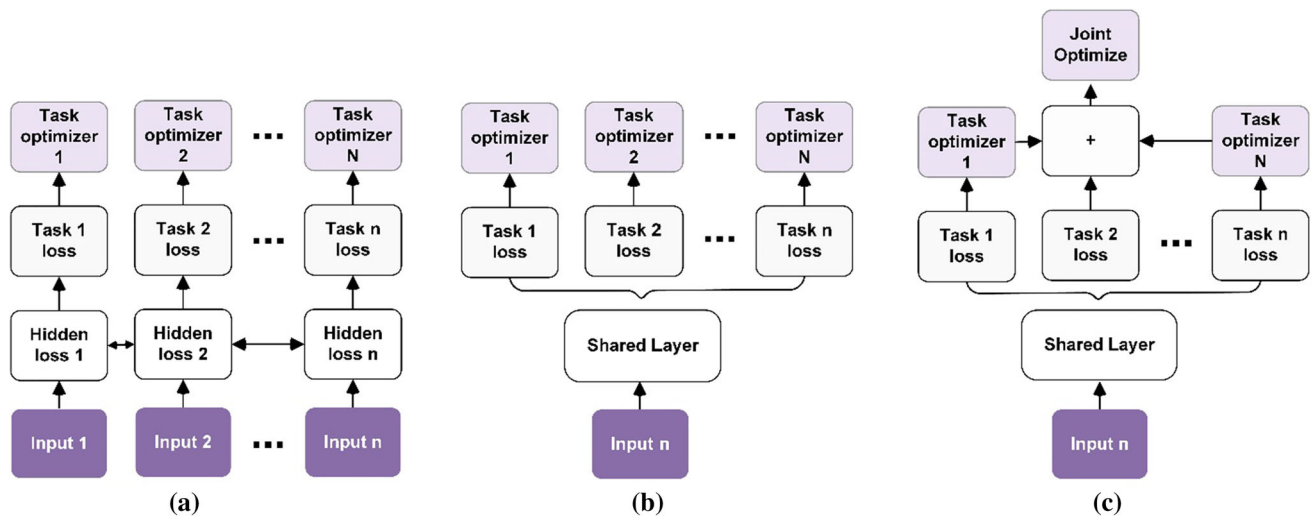 Task
optimizer
1
Task
optimizer
2
Task
optimizer
N
Task 1
loss
Task 2
loss
Task n
loss
Hidden
loss 1
Hidden
loss 2
Hidden
loss n
Input 1
Input 2
Input n
(a)
Task
optimizer
1
Task
optimizer
2
Task
optimizer
N
Task 1
loss
Task 2
loss
Task n
loss
Shared Layer
Input n
(b)
Joint
Optimize
Task
optimizer
1
+
Task
optimizer
N
Task 1
loss
Task 2
loss
Task n
loss
Shared Layer
Input n
(c)